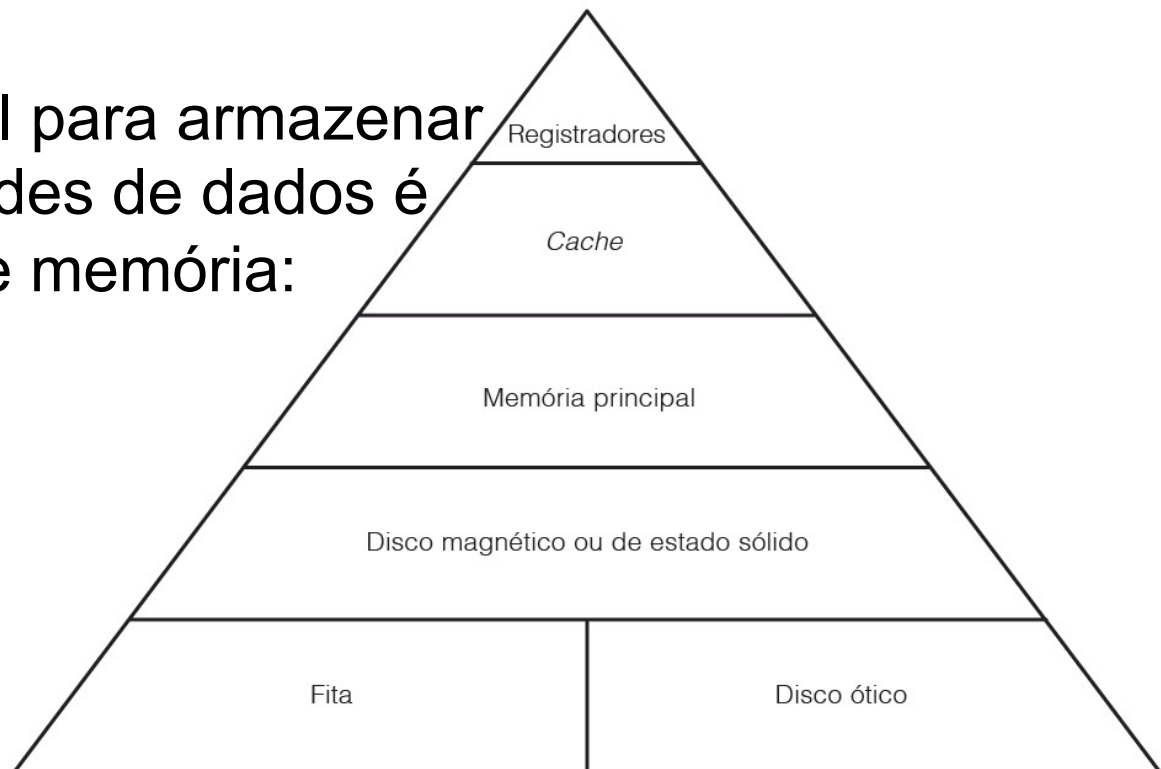 l para armazenar
des de dados é
e memória:
Registradores
Cache
Memória principal
Disco magnético ou de estado sólido
Fita
Disco ótico